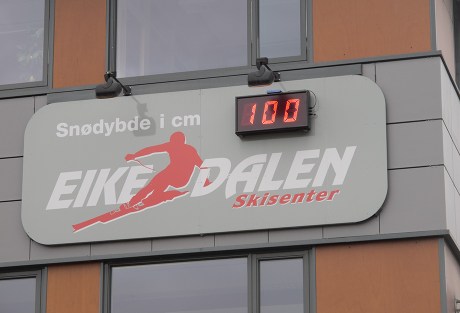 Snødybde i cm
100
EIKEDALEN
Skisenter